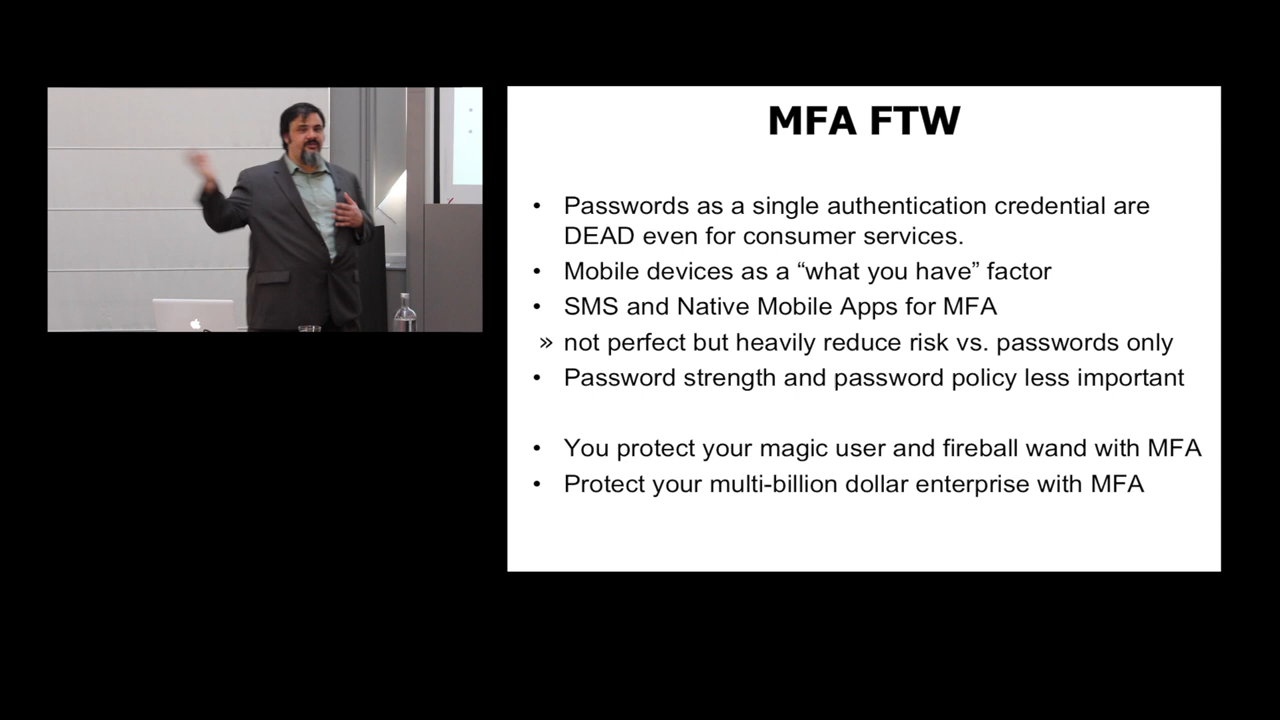 MFA FTW
• Passwords as a single authentication credential are
DEAD even for consumer services.
• Mobile devices as a “what you have” factor
• SMS and Native Mobile Apps for MFA
» not perfect but heavily reduce risk vs. passwords only
• Password strength and password policy less important
• You protect your magic user and fireball wand with MFA
• Protect your multi-billion dollar enterprise with MFA